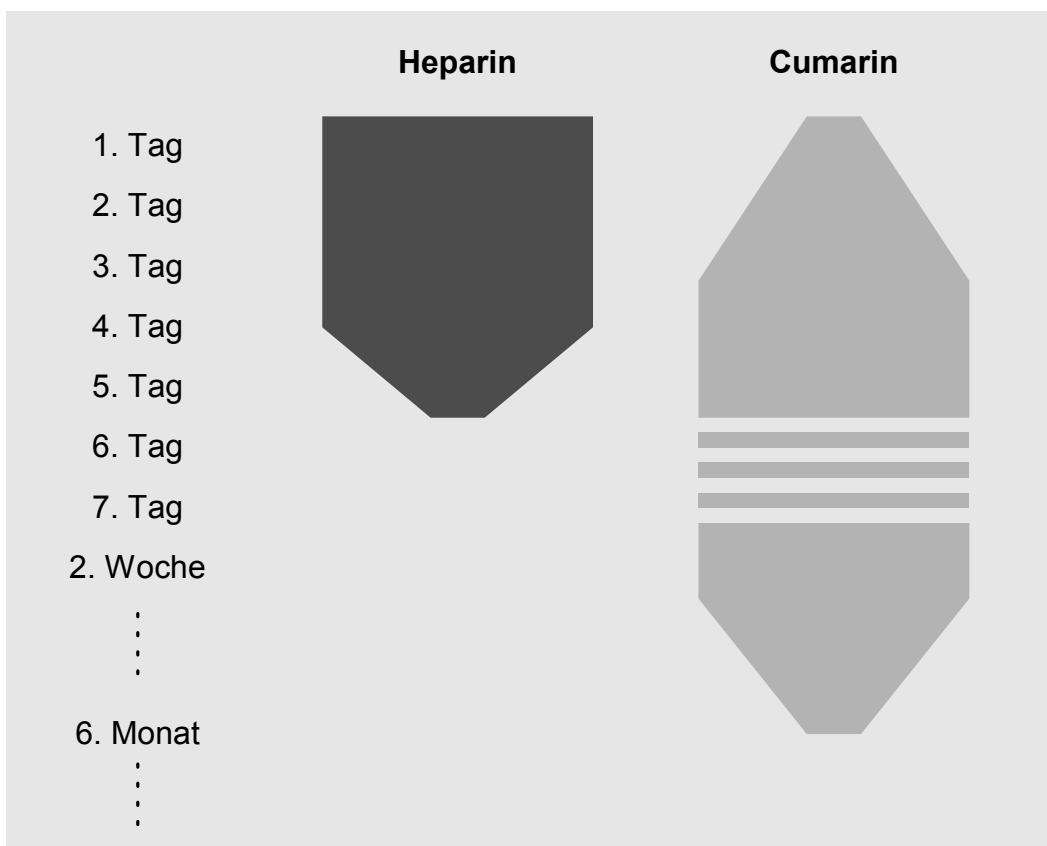 Heparin
Cumarin
1. Tag
2. Tag
3. Tag
4. Tag
5. Tag
6. Tag
7. Tag
2. Woche
6. Monat